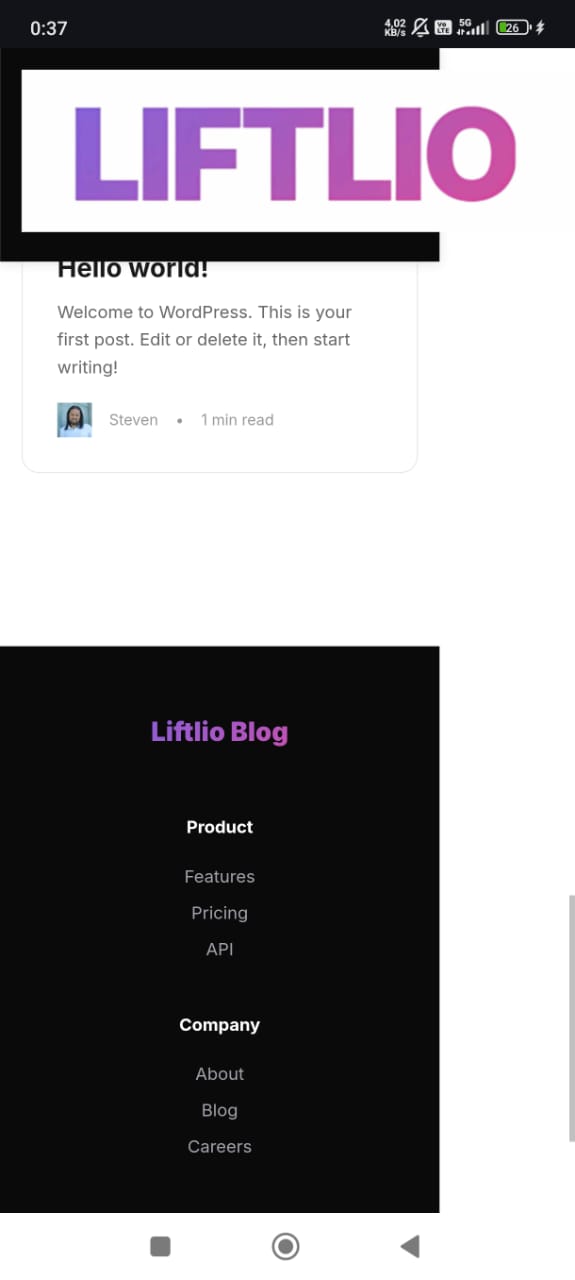 0:37
4,02
KB/s
Vo
LTE
5G
26
LIFTLIO
Hello world!
Welcome to WordPress. This is your
first post. Edit or delete it, then start
writing!
Steven • 1 min read
Liftlio Blog
Product
Features
Pricing
API
Company
About
Blog
Careers